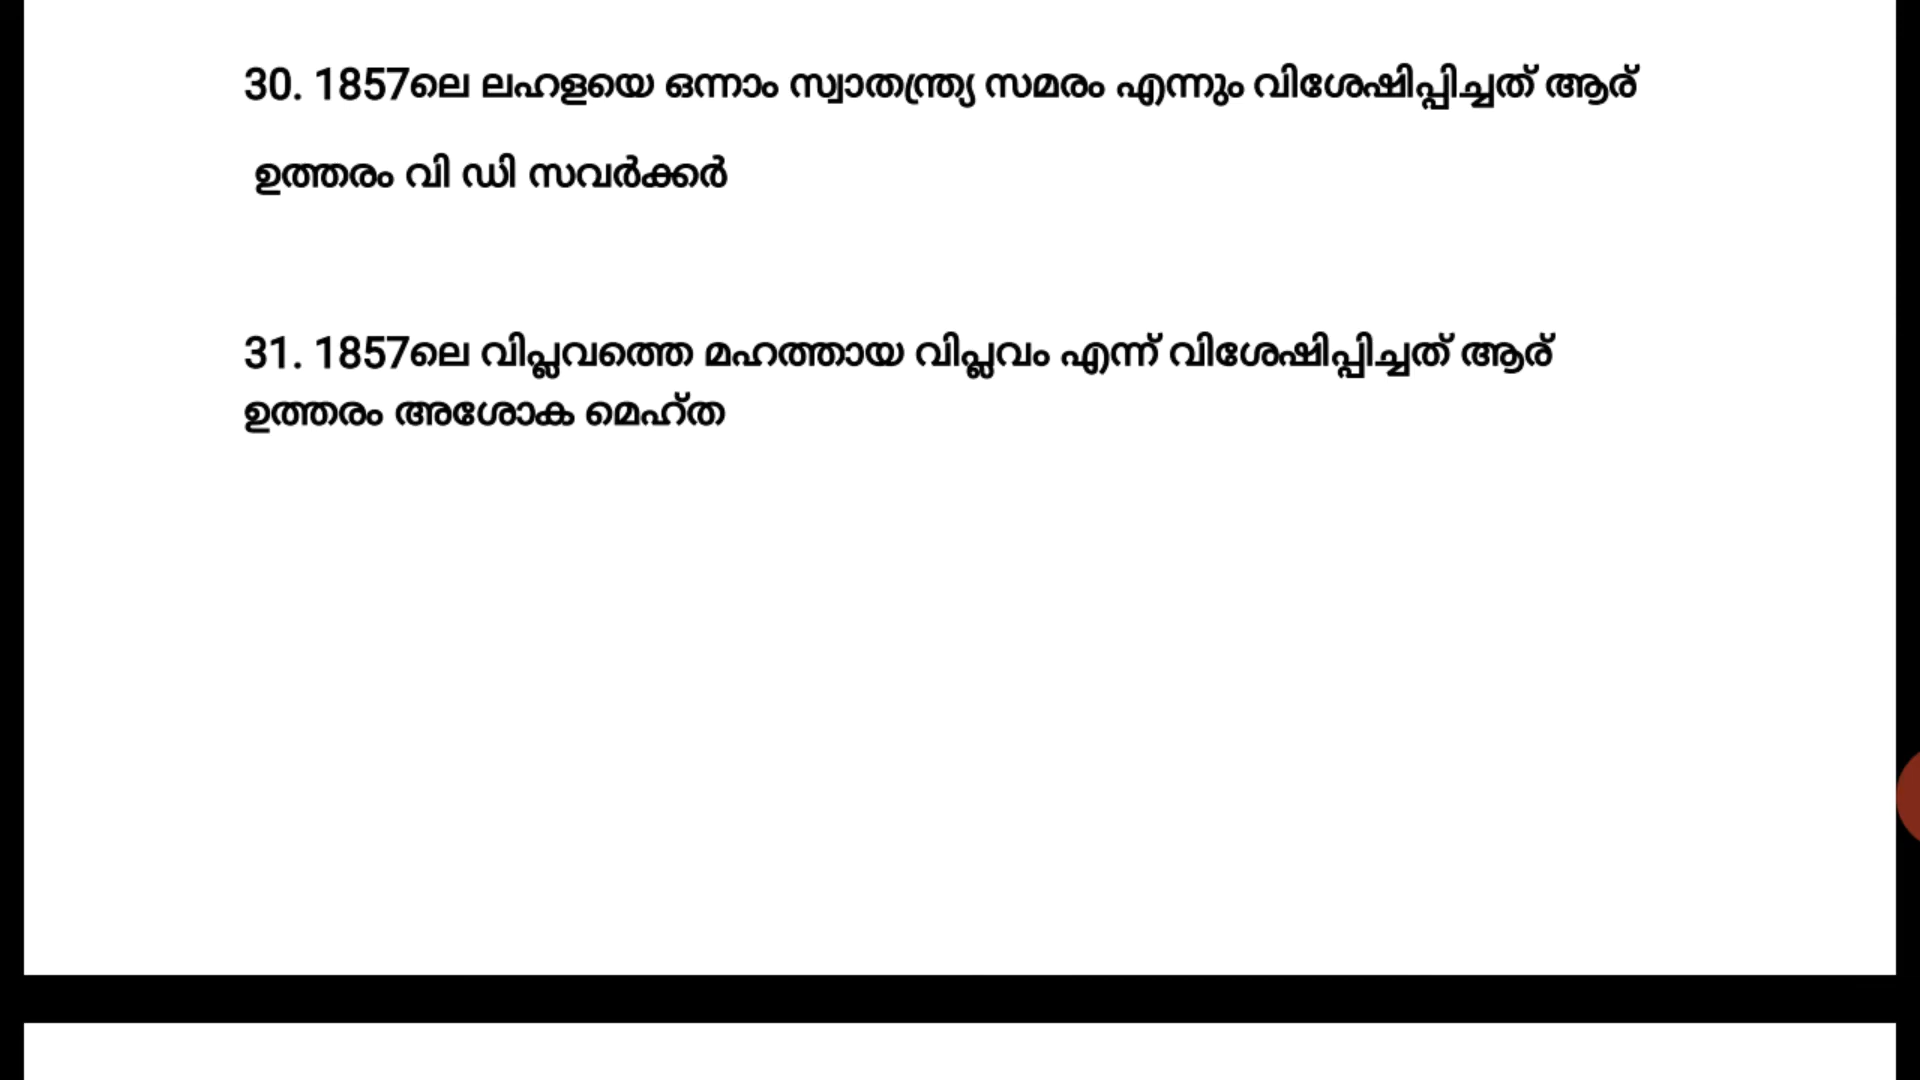 30. 1857ലെ ലഹളയെ ഒന്നാം സ്വാതന്ത്ര്യ സമരം എന്നും വിശേഷിപ്പിച്ചത് ആര്
ഉത്തരം വി ഡി സവർക്കർ
31. 1857ലെ വിപ്ലവത്തെ മഹത്തായ വിപ്ലവം എന്ന് വിശേഷിപ്പിച്ചത് ആര്
ഉത്തരം അശോക മെഹ്ത